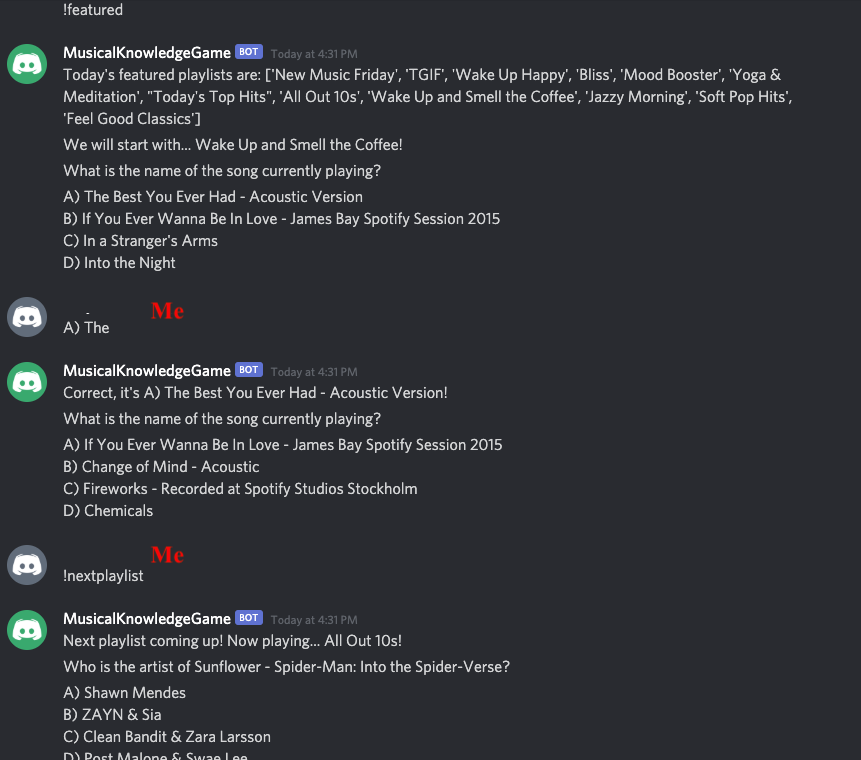 !featured
MusicalKnowledgeGame BOT Today at 4:31 PM
Today's featured playlists are: ['New Music Friday', 'TGIF', 'Wake Up Happy', 'Bliss', 'Mood Booster', 'Yoga &
Meditation', "Today's Top Hits", 'All Out 10s', 'Wake Up and Smell the Coffee', 'Jazzy Morning', 'Soft Pop Hits',
'Feel Good Classics']
We will start with... Wake Up and Smell the Coffee!
What is the name of the song currently playing?
A) The Best You Ever Had - Acoustic Version
B) If You Ever Wanna Be In Love - James Bay Spotify Session 2015
C) In a Stranger's Arms
D) Into the Night
Me
A) The
MusicalKnowledgeGame BOT Today at 4:31 PM
Correct, it's A) The Best You Ever Had - Acoustic Version!
What is the name of the song currently playing?
A) If You Ever Wanna Be In Love - James Bay Spotify Session 2015
B) Change of Mind - Acoustic
C) Fireworks - Recorded at Spotify Studios Stockholm
D) Chemicals
Me
!nextplaylist
MusicalKnowledgeGame BOT Today at 4:31 PM
Next playlist coming up! Now playing... All Out 10s!
Who is the artist of Sunflower - Spider-Man: Into the Spider-Verse?
A) Shawn Mendes
B) ZAYN & Sia
C) Clean Bandit & Zara Larsson
D) Post Malone & Swae Lee